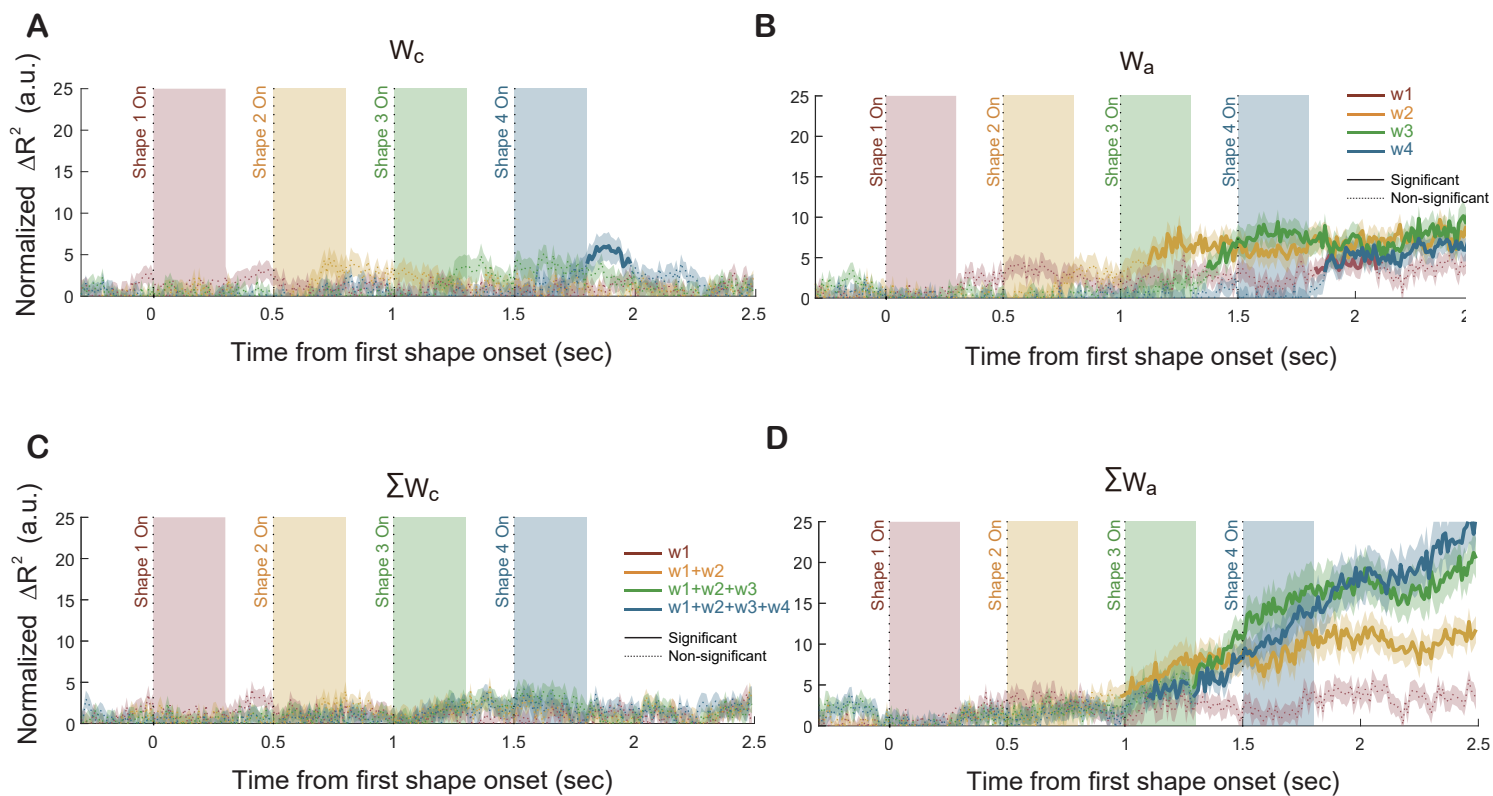 A
W_c
Normalized ΔR² (a.u.)
25
20
15
10
5
0
Shape 1 On
Shape 2 On
Shape 3 On
Shape 4 On
0
0.5
1
1.5
2
2.5
Time from first shape onset (sec)
B
W_a
25
20
15
10
5
0
Shape 1 On
Shape 2 On
Shape 3 On
Shape 4 On
w1
w2
w3
w4
Significant
Non-significant
0
0.5
1
1.5
2
2
Time from first shape onset (sec)
C
ΣW_c
Normalized ΔR² (a.u.)
25
20
15
10
5
0
Shape 1 On
Shape 2 On
Shape 3 On
Shape 4 On
w1
w1+w2
w1+w2+w3
w1+w2+w3+w4
Significant
Non-significant
0
0.5
1
1.5
2
2.5
Time from first shape onset (sec)
D
ΣW_a
25
20
15
10
5
0
Shape 1 On
Shape 2 On
Shape 3 On
Shape 4 On
0
0.5
1
1.5
2
2.5
Time from first shape onset (sec)